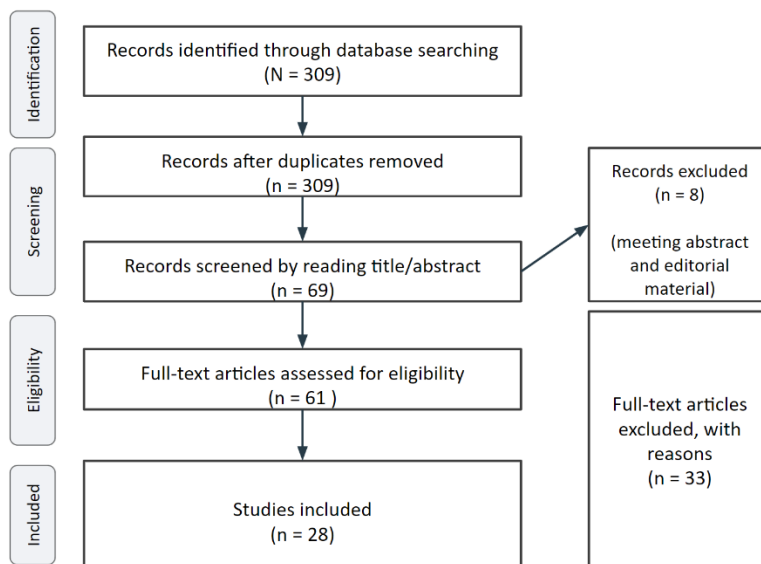 Identification
Records identified through database searching
(N = 309)
Records after duplicates removed
(n = 309)
Screening
Records excluded
(n = 8)
(meeting abstract
and editorial
material)
Records screened by reading title/abstract
(n = 69)
Eligibility
Full-text articles assessed for eligibility
(n = 61 )
Full-text articles
excluded, with
reasons
(n = 33)
Included
Studies included
(n = 28)